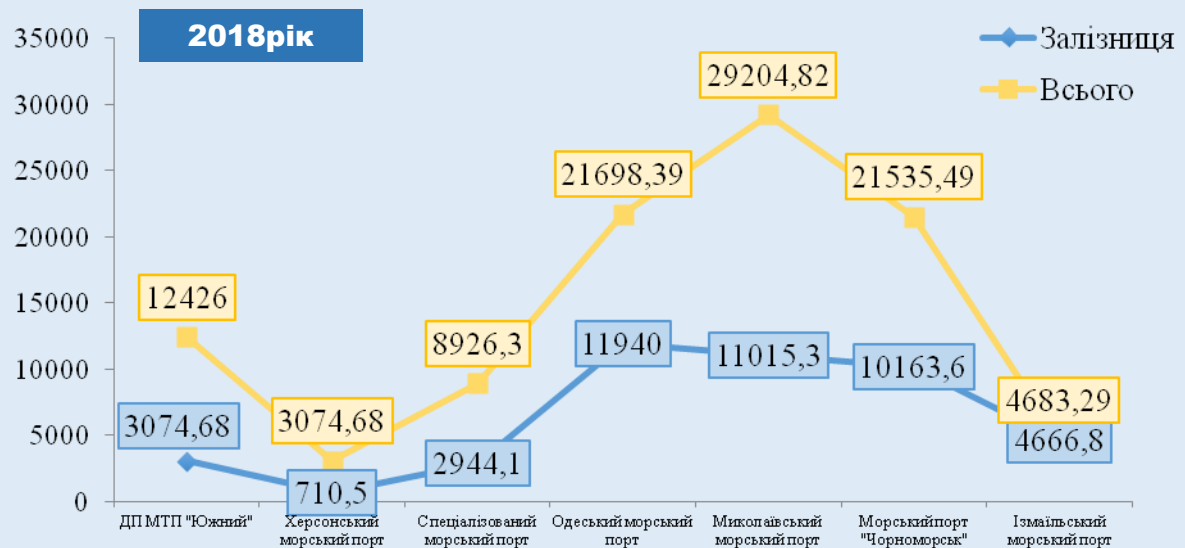 2018рік
Залізниця
Всього
35000
30000
25000
20000
15000
10000
5000
0
12426
3074,68
8926,3
21698,39
29204,82
21535,49
4683,29
3074,68
710,5
2944,1
11940
11015,3
10163,6
4666,8
ДП МТП "Южний"
Херсонський
морський порт
Спеціалізований
морський порт
Одеський морський
порт
Миколаївський
морський порт
Морський порт
"Чорноморськ"
Ізмаїльський
морський порт